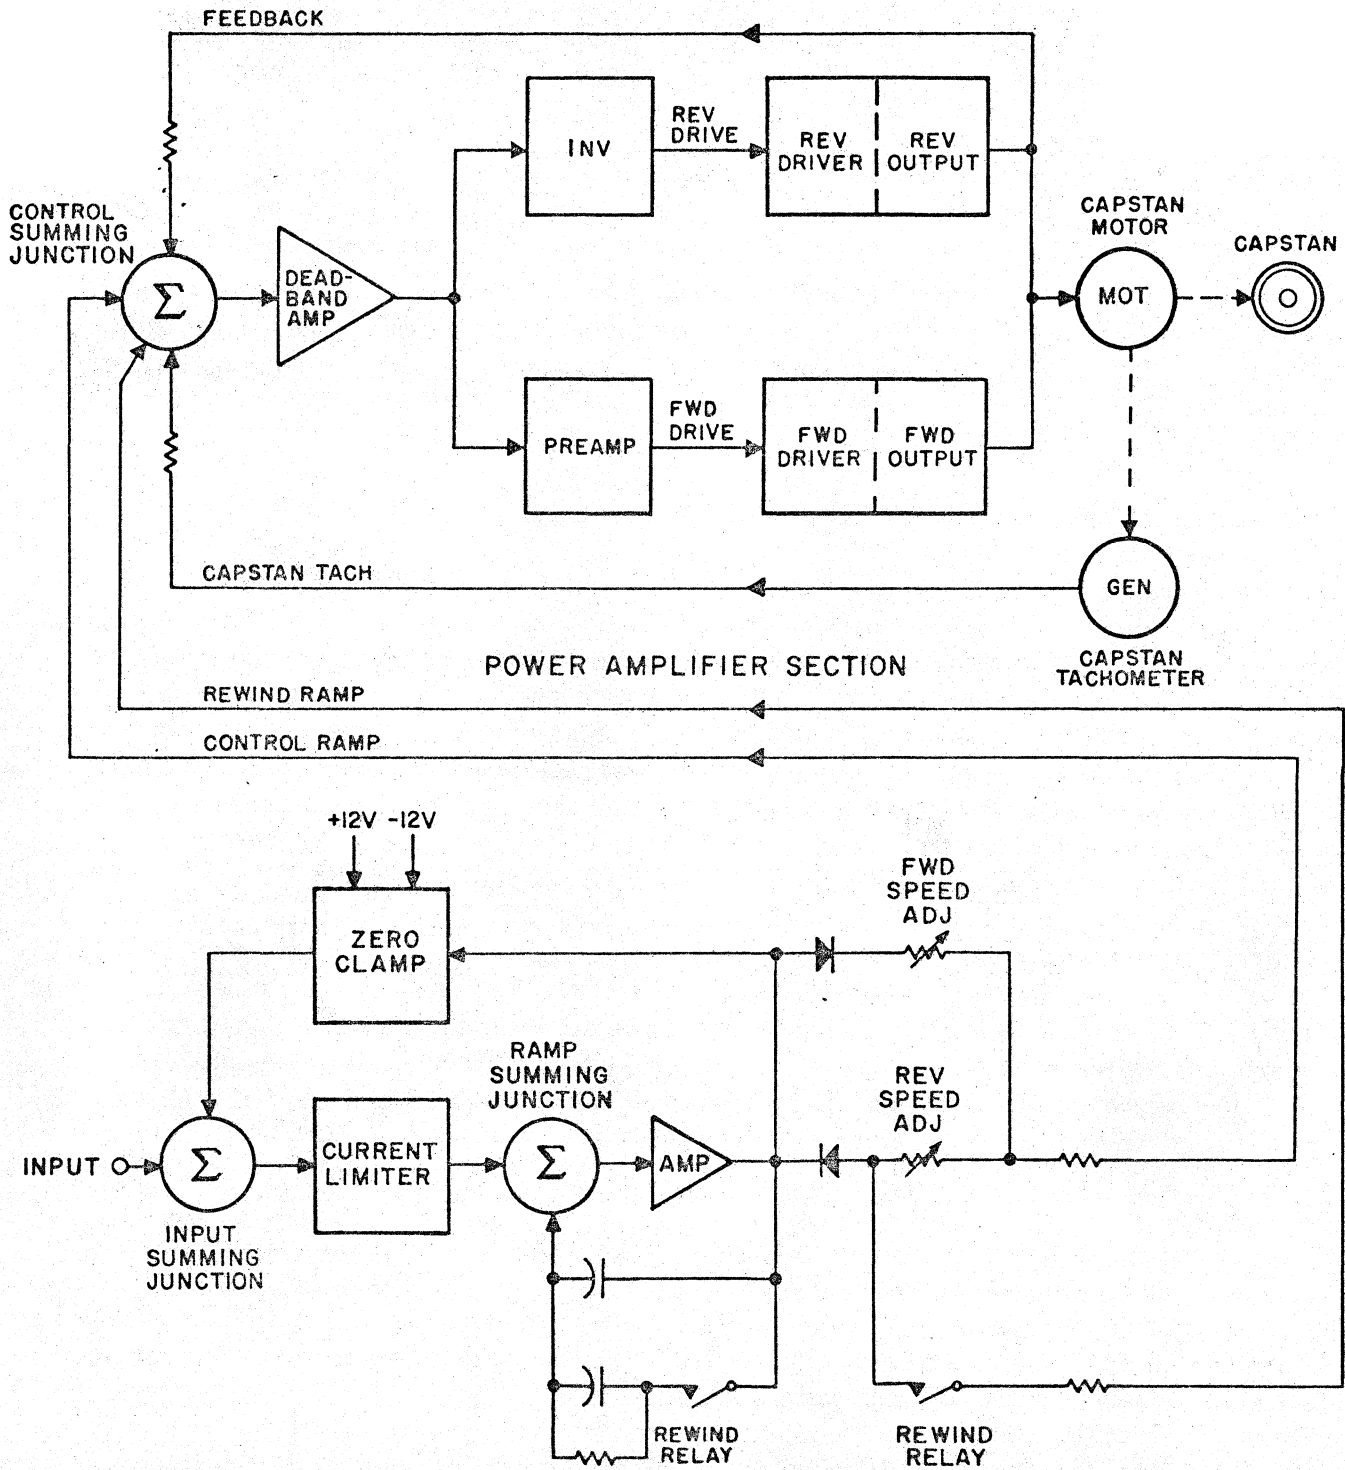 FEEDBACK
INV
REV
DRIVE
REV
DRIVER
REV
OUTPUT
CONTROL
SUMMING
JUNCTION
Σ
DEAD-
BAND
AMP
CAPSTAN
MOTOR
MOT
CAPSTAN
PREAMP
FWD
DRIVE
FWD
DRIVER
FWD
OUTPUT
CAPSTAN TACH
GEN
CAPSTAN
TACHOMETER
POWER AMPLIFIER SECTION
REWIND RAMP
CONTROL RAMP
+12V -12V
ZERO
CLAMP
FWD
SPEED
ADJ
RAMP
SUMMING
JUNCTION
REV
SPEED
ADJ
INPUT
Σ
CURRENT
LIMITER
Σ
AMP
INPUT
SUMMING
JUNCTION
REWIND
RELAY
REWIND
RELAY